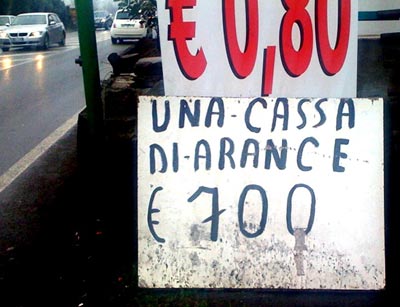 € 0,80
UNA-CASSA
DI-ARANCE
€ 700